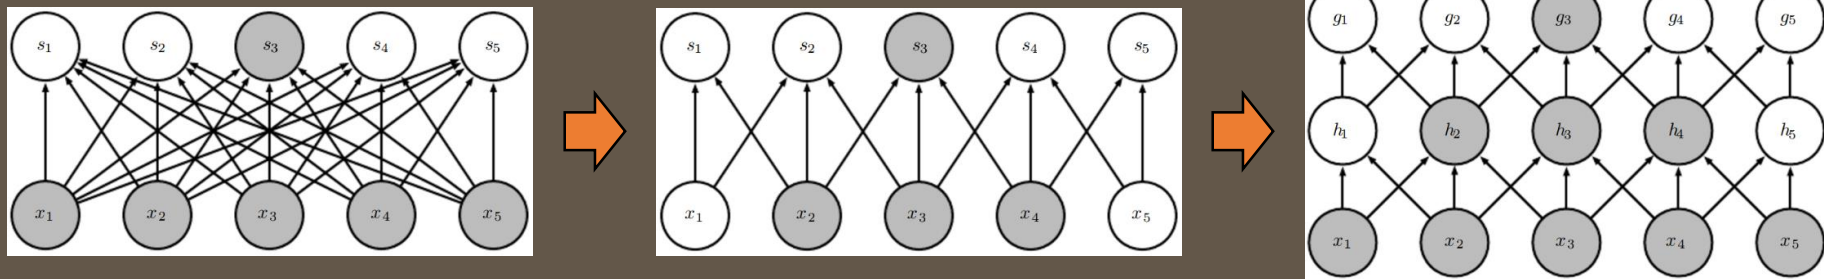 s₁ s₂ s₃ s₄ s₅
x₁ x₂ x₃ x₄ x₅
s₁ s₂ s₃ s₄ s₅
x₁ x₂ x₃ x₄ x₅
g₁ g₂ g₃ g₄ g₅
h₁ h₂ h₃ h₄ h₅
x₁ x₂ x₃ x₄ x₅